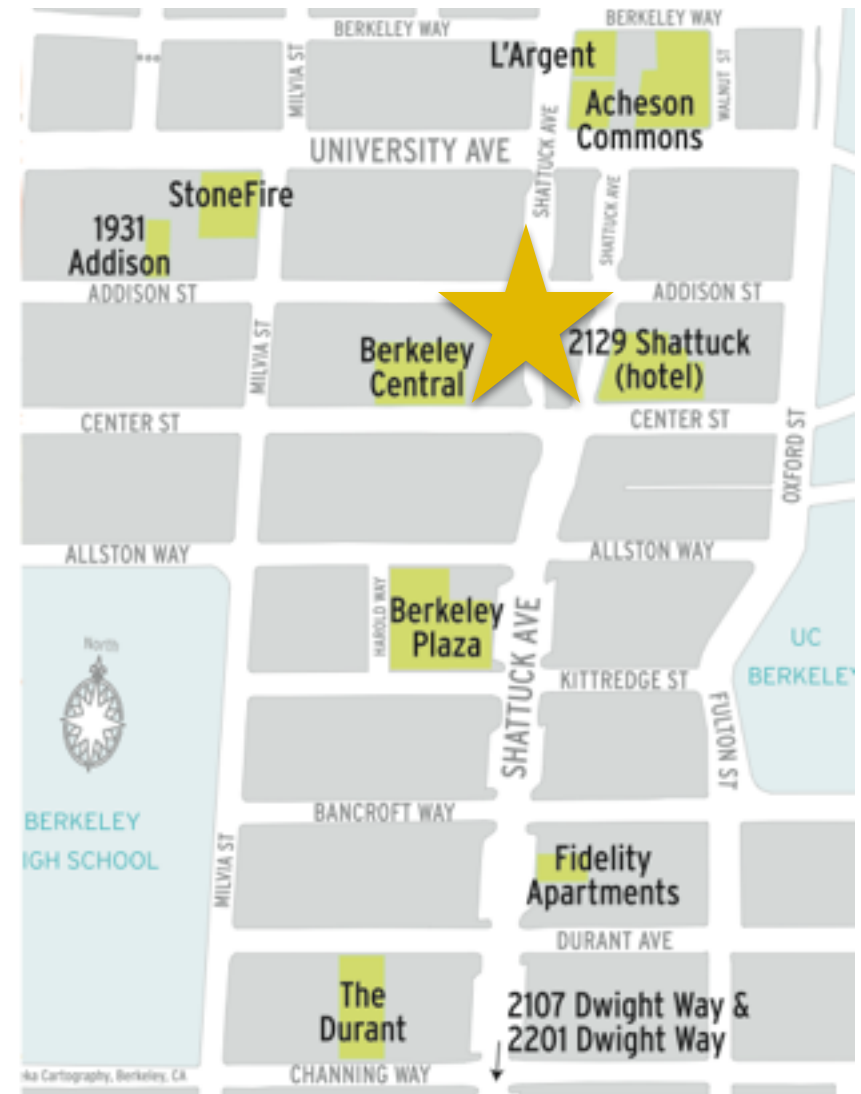 BERKELEY WAY
BERKELEY WAY
MILVIA ST
L'Argent
WALNUT ST
SHATTUCK AVE
Acheson
Commons
UNIVERSITY AVE
StoneFire
SHATTUCK AVE
1931
Addison
ADDISON ST
ADDISON ST
MILVIA ST
Berkeley
Central
2129 Shattuck
(hotel)
CENTER ST
CENTER ST
OXFORD ST
ALLSTON WAY
ALLSTON WAY
HAROLD WAY
Berkeley
Plaza
SHATTUCK AVE
North
UC
BERKELEY
KITTREDGE ST
FULTON ST
BANCROFT WAY
BERKELEY
IGH SCHOOL
MILVIA ST
Fidelity
Apartments
DURANT AVE
The
Durant
2107 Dwight Way &
2201 Dwight Way
CHANNING WAY
Cartography, Berkeley, CA